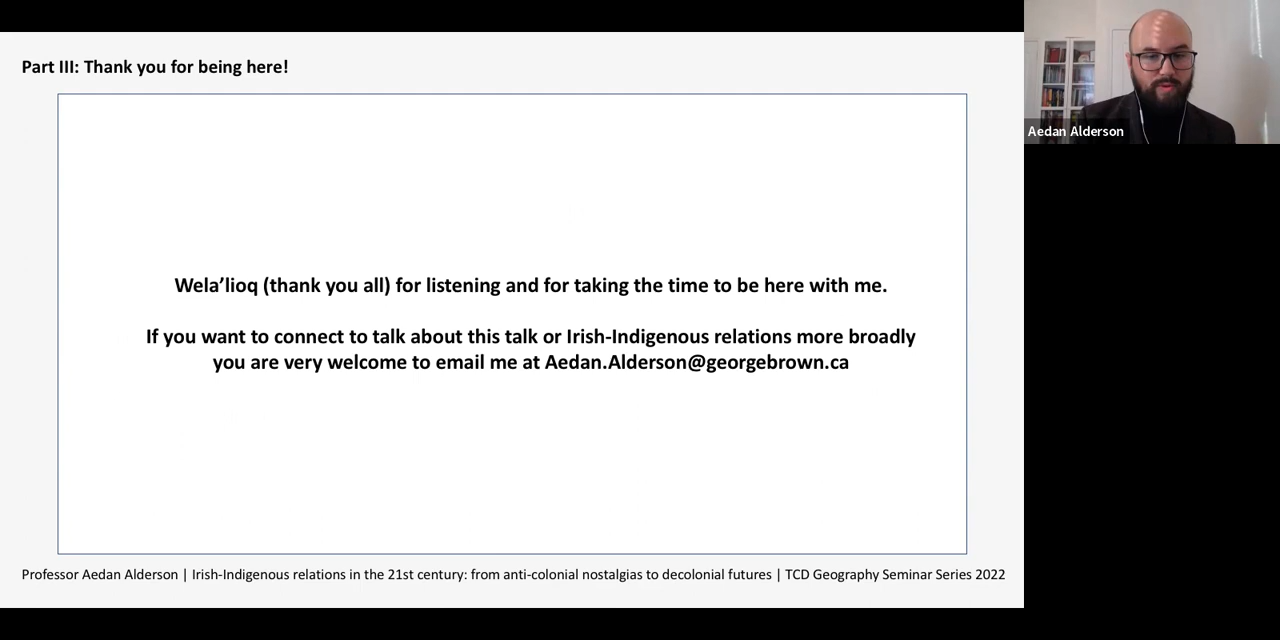 Part III: Thank you for being here!
Aedan Alderson
Wela’lioq (thank you all) for listening and for taking the time to be here with me.
If you want to connect to talk about this talk or Irish-Indigenous relations more broadly
you are very welcome to email me at Aedan.Alderson@georgebrown.ca
Professor Aedan Alderson | Irish-Indigenous relations in the 21st century: from anti-colonial nostalgias to decolonial futures | TCD Geography Seminar Series 2022